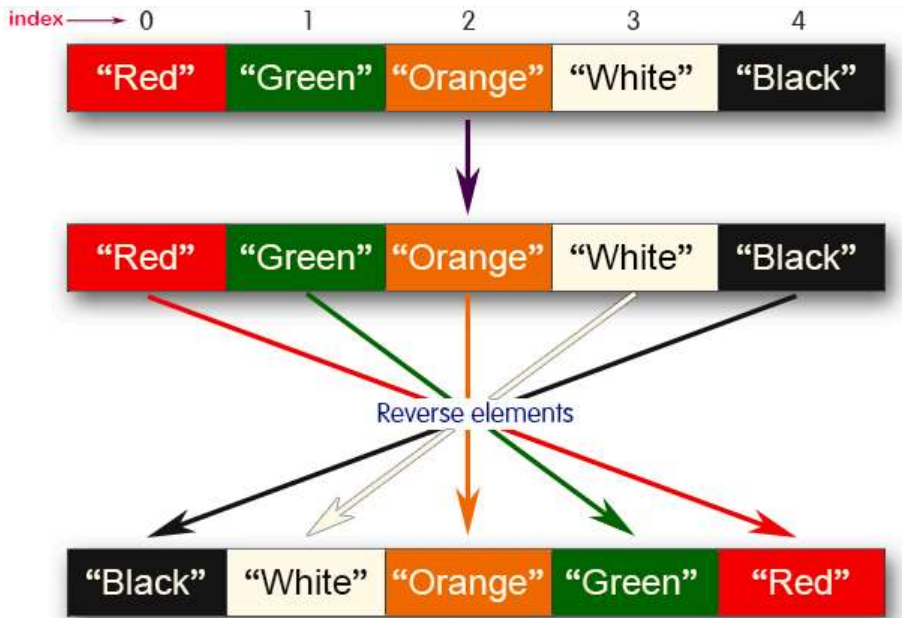 index 0 1 2 3 4
“Red” “Green” “Orange” “White” “Black”
“Red” “Green” “Orange” “White” “Black”
Reverse elements
“Black” “White” “Orange” “Green” “Red”